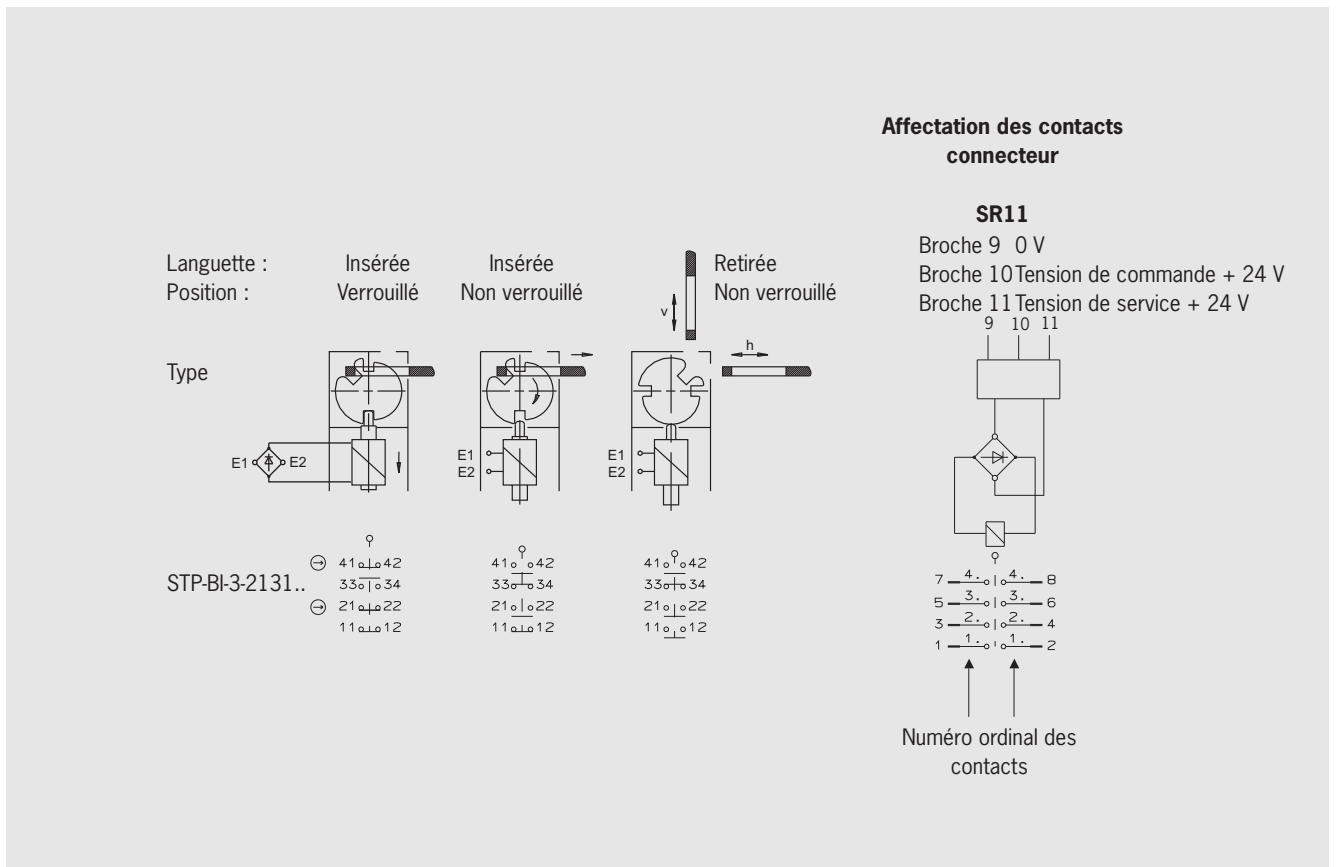 Affectation des contacts
connecteur
SR11
Broche 9 0 V
Broche 10 Tension de commande + 24 V
Broche 11 Tension de service + 24 V
9 10 11
Languette : Insérée Insérée Retirée
Position : Verrouillé Non verrouillé Non verrouillé
v
h
Type
E1 E2
E1
E2
E1
E2
STP-BI-3-2131..
41 42
33 34
21 22
11 12
41 42
33 34
21 22
11 12
41 42
33 34
21 22
11 12
7 4. 4. 8
5 3. 3. 6
3 2. 2. 4
1 1. 1. 2
Numéro ordinal des
contacts